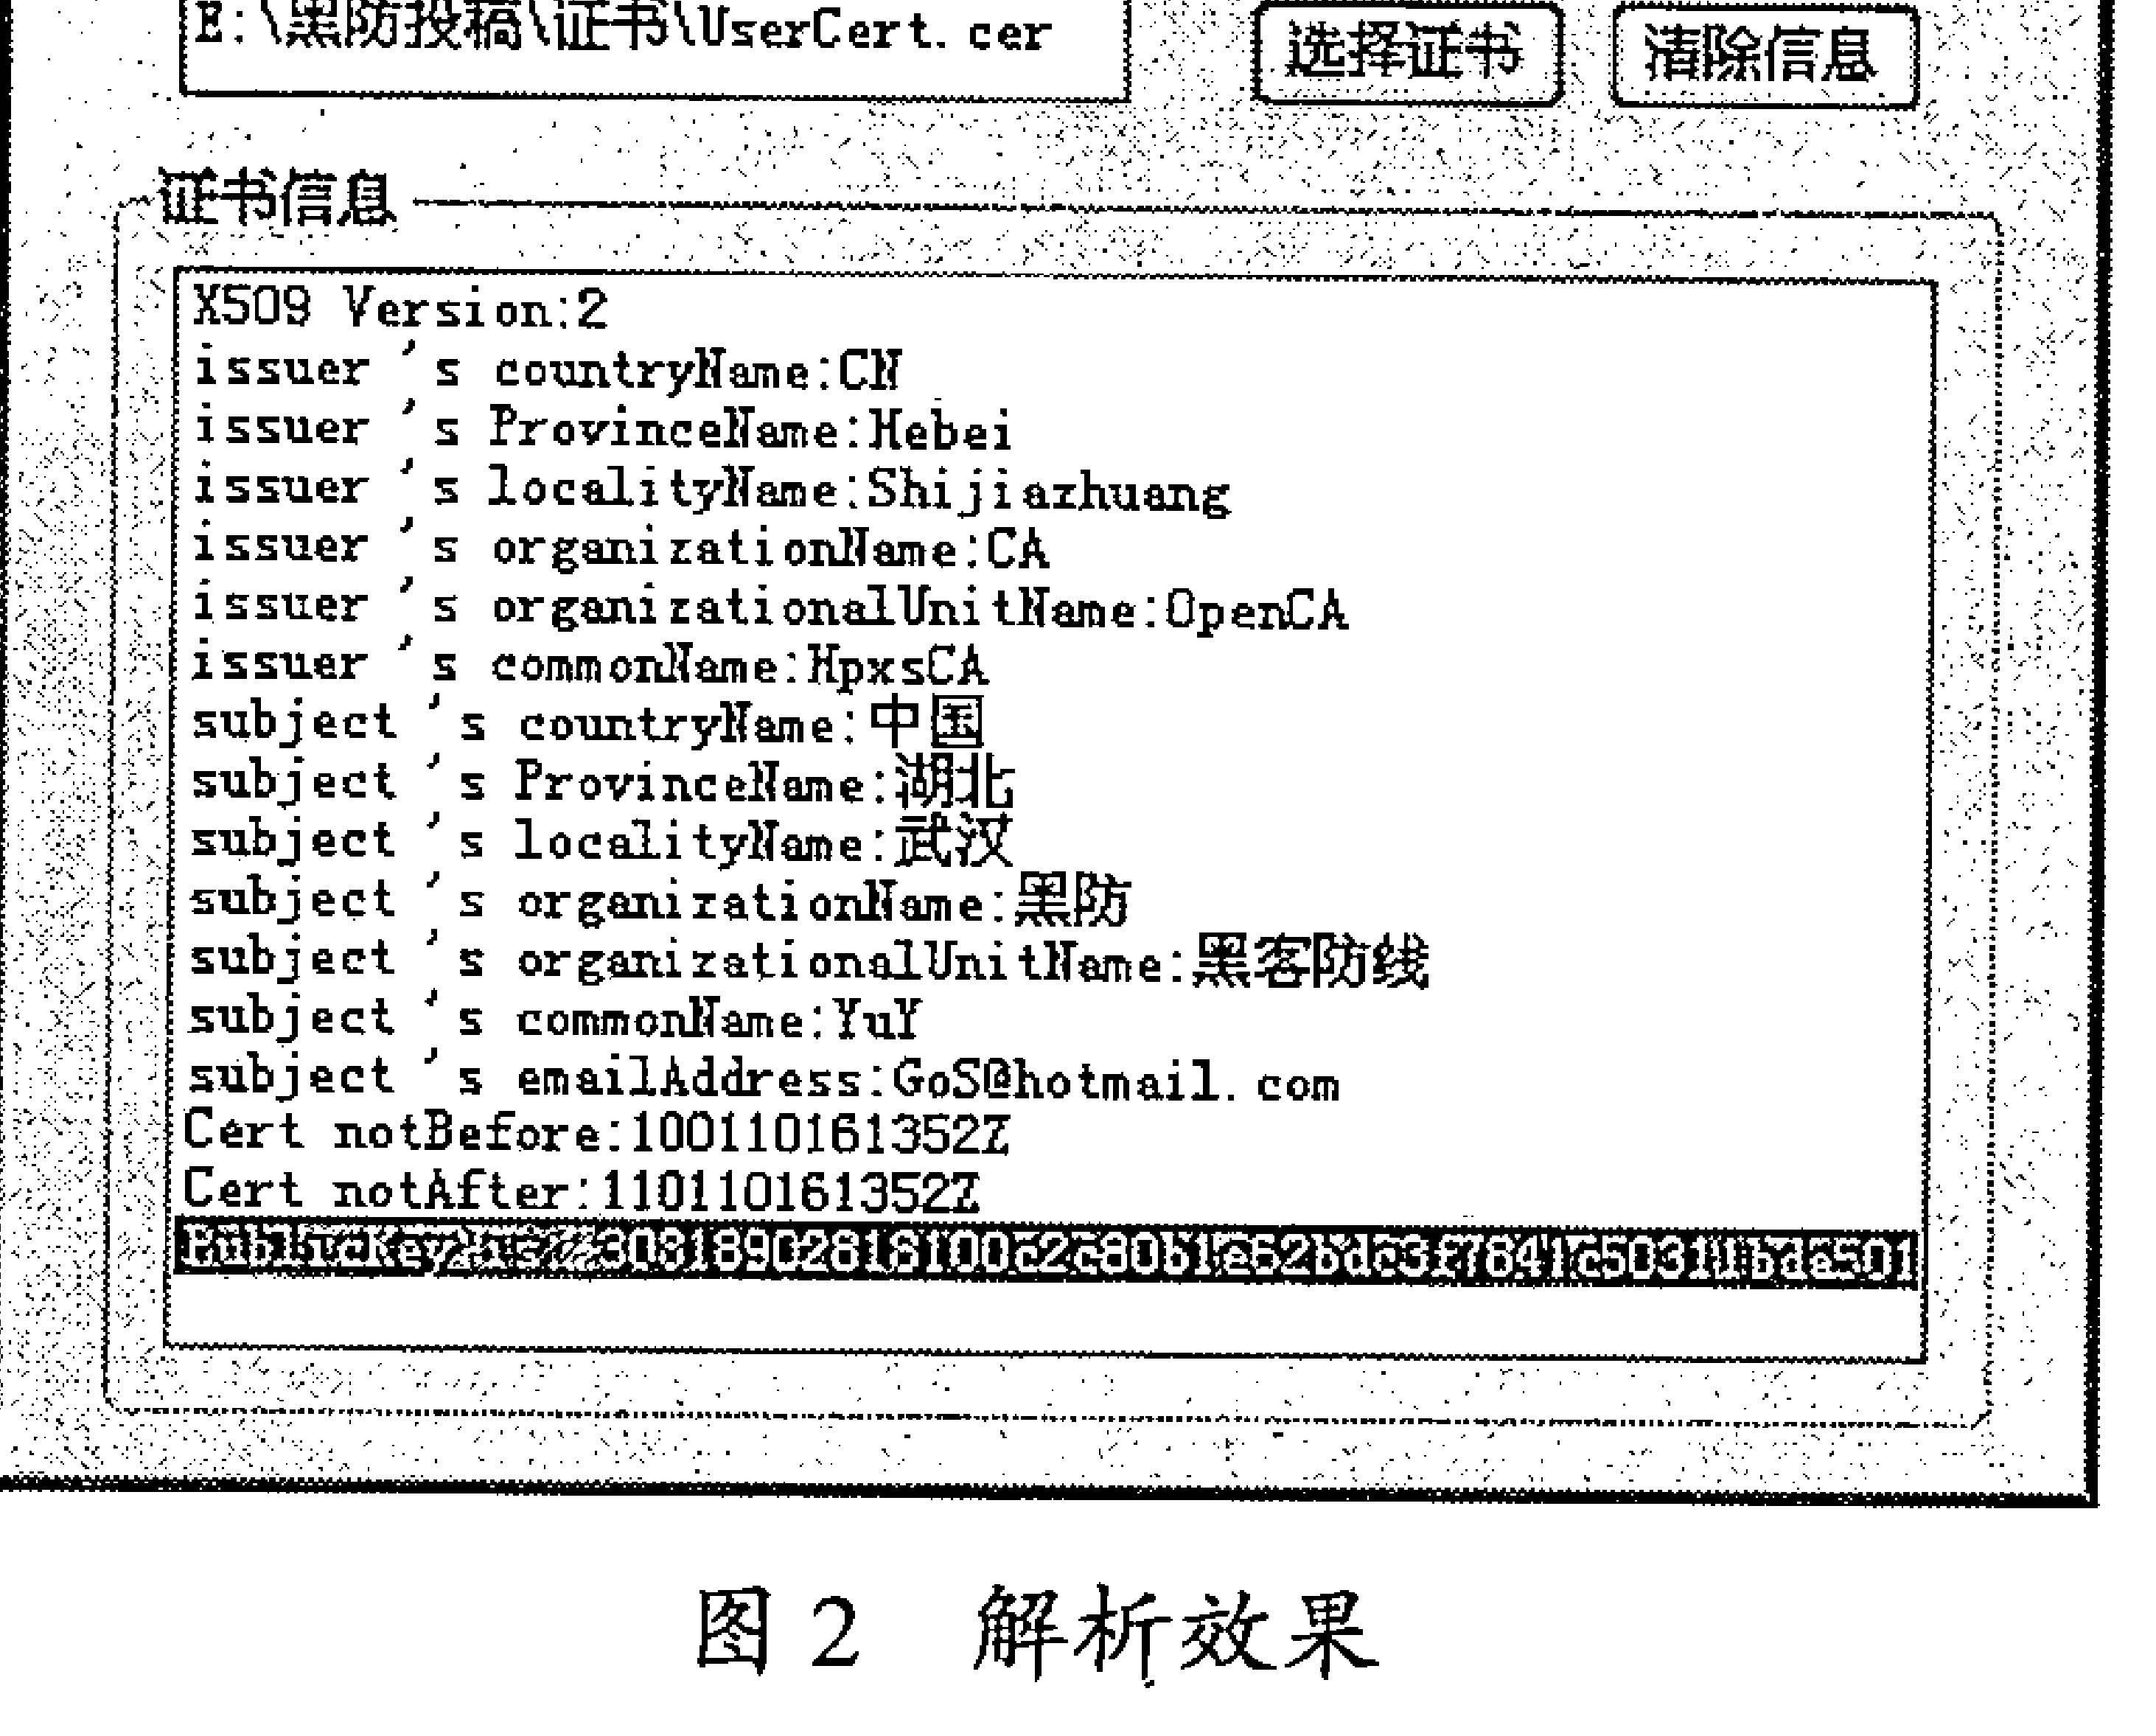 E:\黑防投稿\证书\UserCert.cer
选择证书
清除信息
证书信息
X509 Version:2
issuer 's countryName:CN
issuer 's ProvinceName:Hebei
issuer 's localityName:Shijiazhuang
issuer 's organizationName:CA
issuer 's organizationalUnitName:OpenCA
issuer 's commonName:HpxsCA
subject 's countryName:中国
subject 's ProvinceName:湖北
subject 's localityName:武汉
subject 's organizationName:黑防
subject 's organizationalUnitName:黑客防线
subject 's commonName:YuY
subject 's emailAddress:GoS@hotmail.com
Cert notBefore:100110161352Z
Cert notAfter:110110161352Z
PublicKey
图 2 解析效果